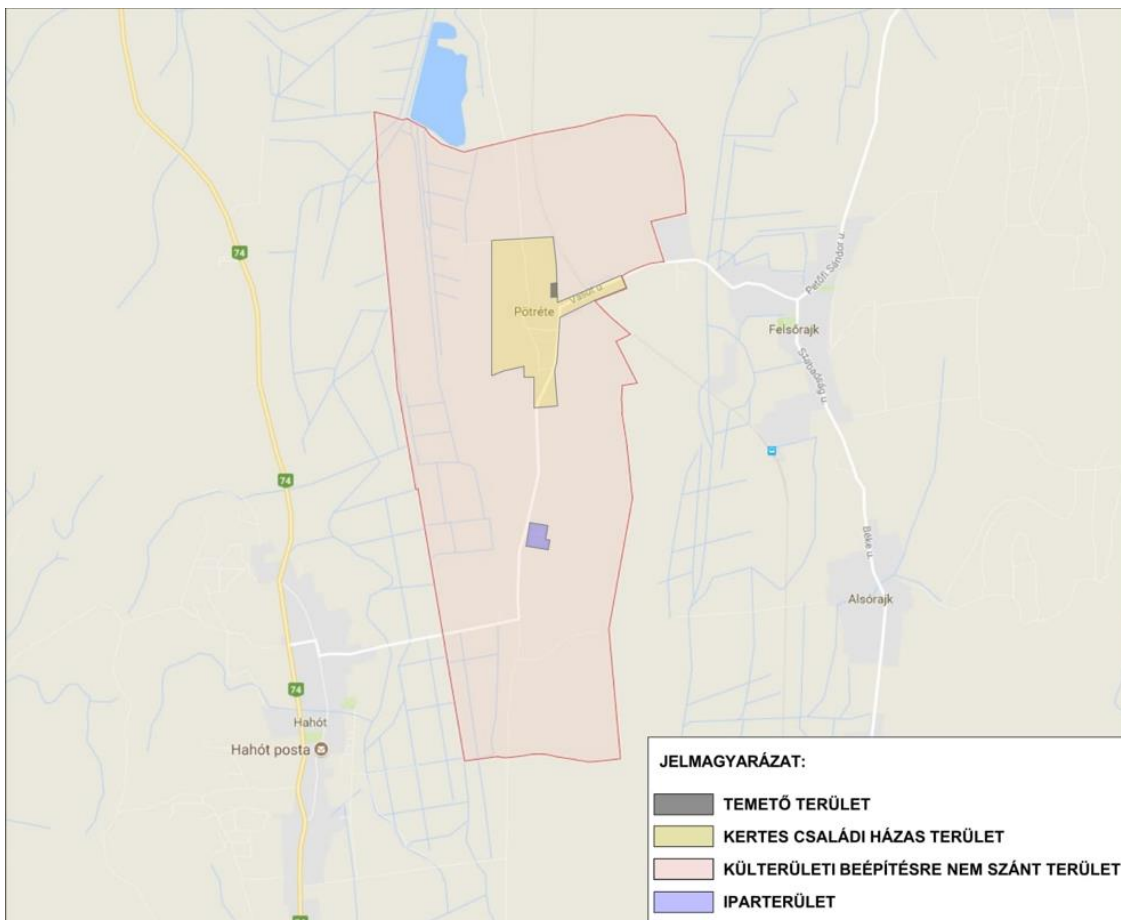 74
Petőfi Sándor u.
Vasút u.
Pötréte
Felsőrajk
Szabadság u.
74
Béke u.
Alsórajk
74
Hahót
Hahót posta
74
JELMAGYARÁZAT:
TEMETŐ TERÜLET
KERTES CSALÁDI HÁZAS TERÜLET
KÜLTERÜLETI BEÉPÍTÉSRE NEM SZÁNT TERÜLET
IPARTERÜLET